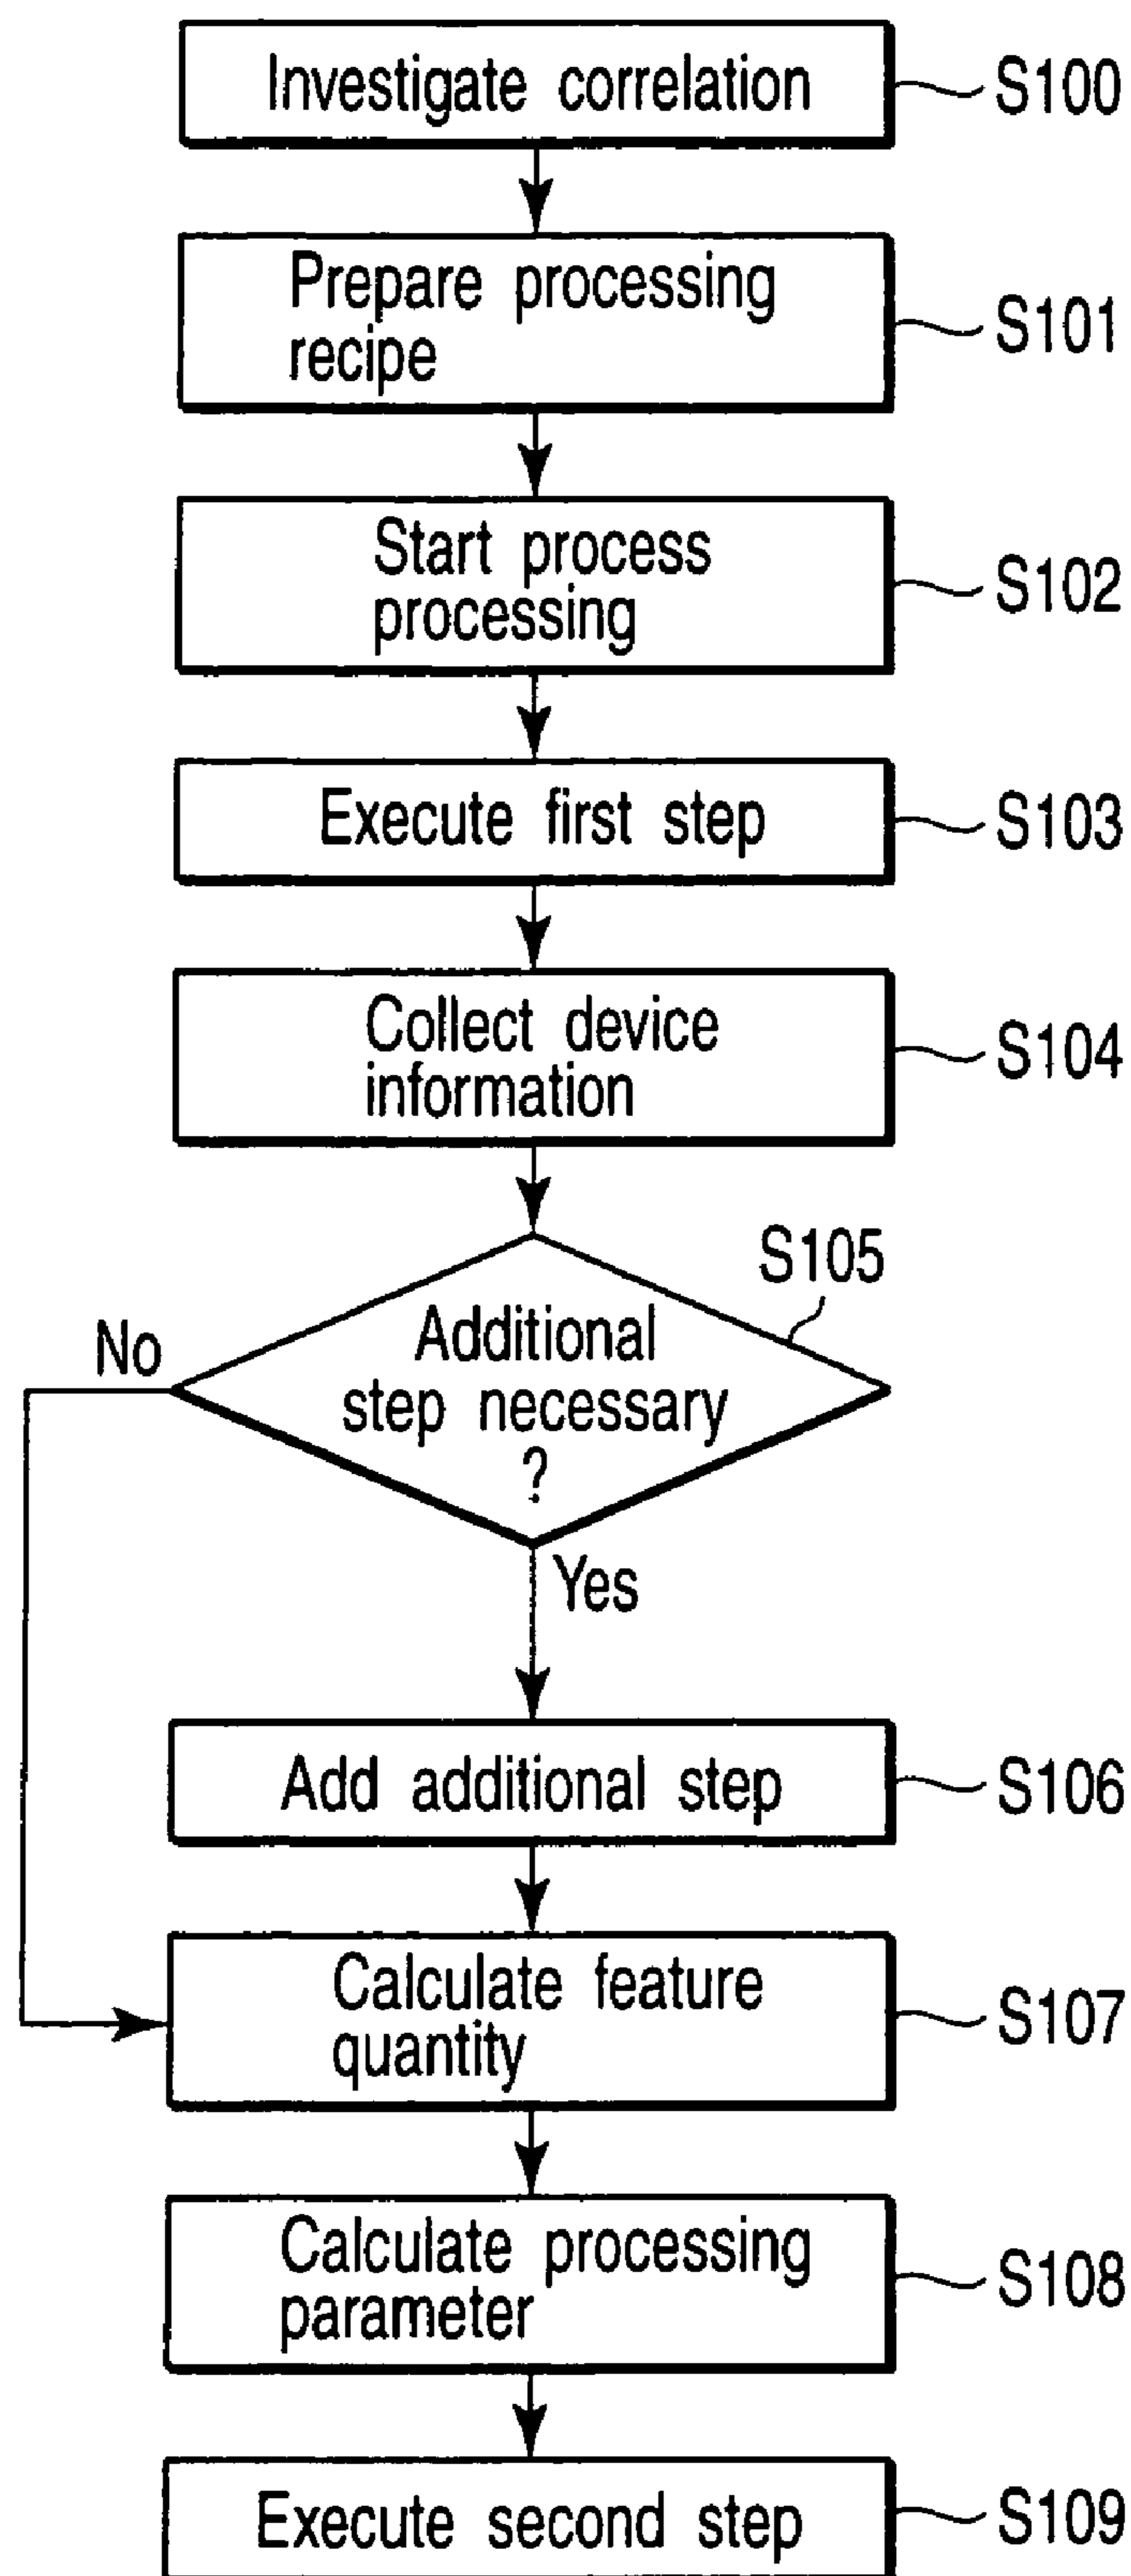 Investigate correlation
S100
Prepare processing
recipe
S101
Start process
processing
S102
Execute first step
S103
Collect device
information
S104
S105
No
Additional
step necessary
?
Yes
Add additional step
S106
Calculate feature
quantity
S107
Calculate processing
parameter
S108
Execute second step
S109